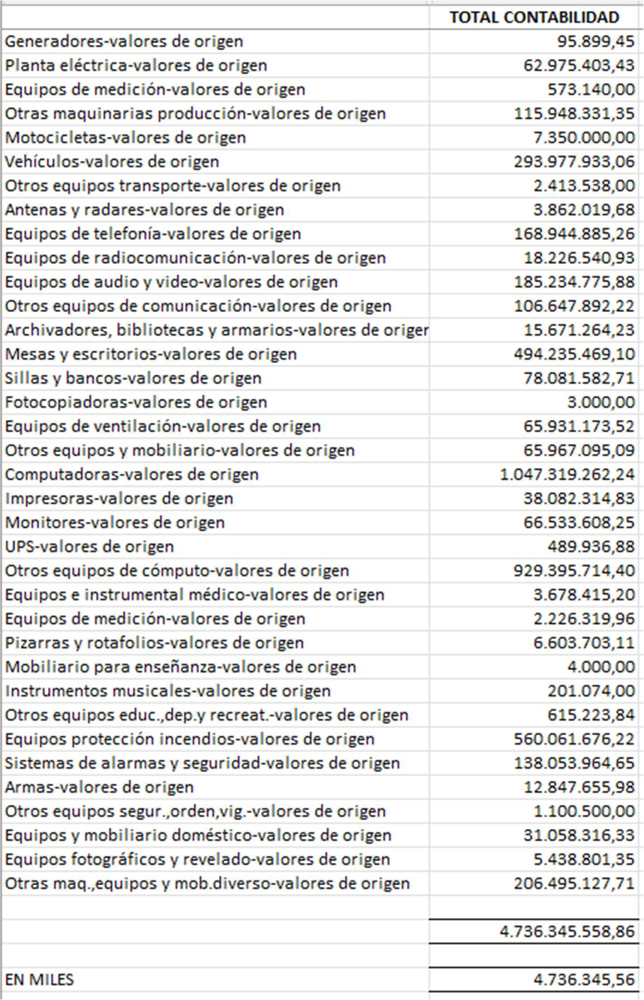 TOTAL CONTABILIDAD
Generadores-valores de origen 95.899,45
Planta eléctrica-valores de origen 62.975.403,43
Equipos de medición-valores de origen 573.140,00
Otras maquinarias producción-valores de origen 115.948.331,35
Motocicletas-valores de origen 7.350.000,00
Vehículos-valores de origen 293.977.933,06
Otros equipos transporte-valores de origen 2.413.538,00
Antenas y radares-valores de origen 3.862.019,68
Equipos de telefonía-valores de origen 168.944.885,26
Equipos de radiocomunicación-valores de origen 18.226.540,93
Equipos de audio y video-valores de origen 185.234.775,88
Otros equipos de comunicación-valores de origen 106.647.892,22
Archivadores, bibliotecas y armarios-valores de origer 15.671.264,23
Mesas y escritorios-valores de origen 494.235.469,10
Sillas y bancos-valores de origen 78.081.582,71
Fotocopiadoras-valores de origen 3.000,00
Equipos de ventilación-valores de origen 65.931.173,52
Otros equipos y mobiliario-valores de origen 65.967.095,09
Computadoras-valores de origen 1.047.319.262,24
Impresoras-valores de origen 38.082.314,83
Monitores-valores de origen 66.533.608,25
UPS-valores de origen 489.936,88
Otros equipos de cómputo-valores de origen 929.395.714,40
Equipos e instrumental médico-valores de origen 3.678.415,20
Equipos de medición-valores de origen 2.226.319,96
Pizarras y rotafolios-valores de origen 6.603.703,11
Mobiliario para enseñanza-valores de origen 4.000,00
Instrumentos musicales-valores de origen 201.074,00
Otros equipos educ.,dep.y recreat.-valores de origen 615.223,84
Equipos protección incendios-valores de origen 560.061.676,22
Sistemas de alarmas y seguridad-valores de origen 138.053.964,65
Armas-valores de origen 12.847.655,98
Otros equipos segur.,orden,vig.-valores de origen 1.100.500,00
Equipos y mobiliario doméstico-valores de origen 31.058.316,33
Equipos fotográficos y revelado-valores de origen 5.438.801,35
Otras maq.,equipos y mob.diverso-valores de origen 206.495.127,71
4.736.345.558,86
EN MILES 4.736.345,56